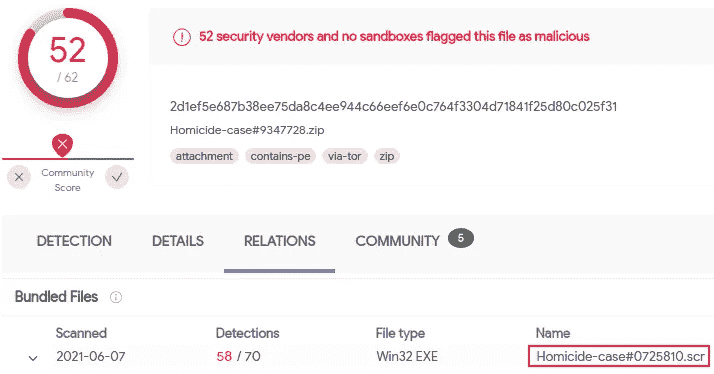 52
/ 62
Community
Score
52 security vendors and no sandboxes flagged this file as malicious
2d1ef5e687b38ee75da8c4ee944c66eef6e0c764f3304d71841f25d80c025f31
Homicide-case#9347728.zip
attachment contains-pe via-tor zip
DETECTION DETAILS RELATIONS COMMUNITY 5
Bundled Files
Scanned Detections File type Name
2021-06-07 58 / 70 Win32 EXE Homicide-case#0725810.scr